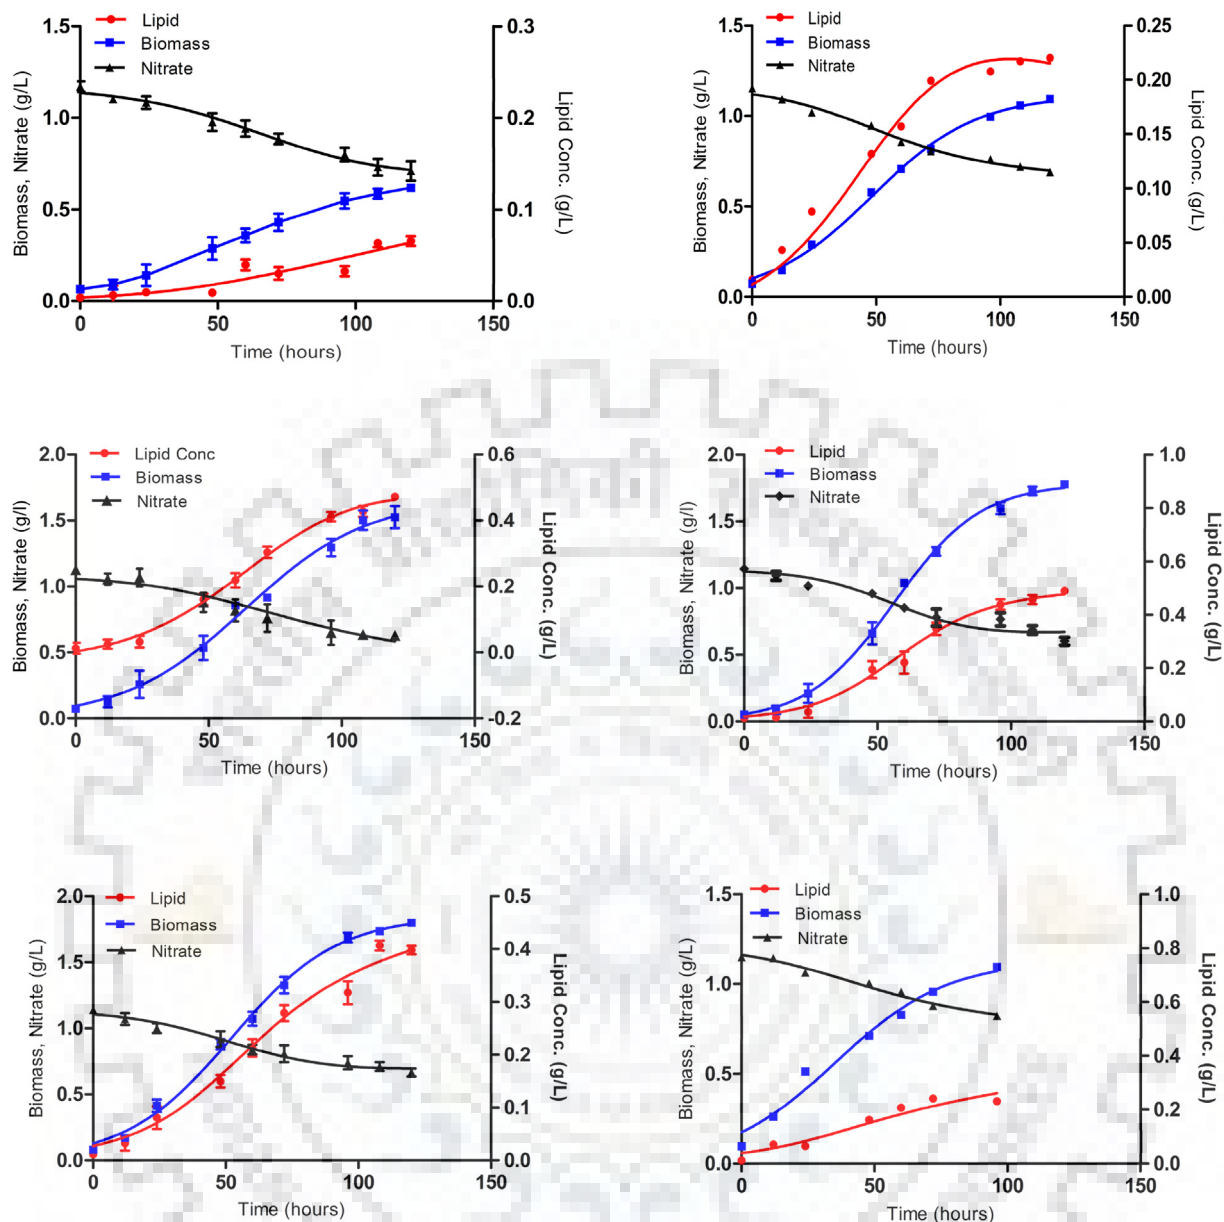 Lipid
Biomass
Nitrate
1.5
1.0
0.5
0.0
0.3
0.2
0.1
0.0
0
50
100
150
Biomass, Nitrate (g/L)
Lipid Conc. (g/L)
Time (hours)
Lipid
Biomass
Nitrate
1.5
1.0
0.5
0.0
0.25
0.20
0.15
0.10
0.05
0.00
0
50
100
150
Biomass, Nitrate (g/L)
Lipid Conc. (g/L)
Time (hours)
Lipid Conc
Biomass
Nitrate
2.0
1.5
1.0
0.5
0.0
0.6
0.4
0.2
0.0
-0.2
0
50
100
150
Biomass, Nitrate (g/l)
Lipid Conc. (g/L)
Time (hours)
Lipid
Biomass
Nitrate
2.0
1.5
1.0
0.5
0.0
1.0
0.8
0.6
0.4
0.2
0.0
0
50
100
150
Biomass, Nitrate (g/l)
Lipid Conc. (g/L)
Time (hours)
Lipid
Biomass
Nitrate
2.0
1.5
1.0
0.5
0.0
0.5
0.4
0.3
0.2
0.1
0.0
0
50
100
150
Biomass, Nitrate (g/L)
Lipid Conc. (g/L)
Time (hours)
Lipid
Biomass
Nitrate
1.5
1.0
0.5
0.0
1.0
0.8
0.6
0.4
0.2
0.0
0
50
100
150
Biomass, Nitrate (g/L)
Lipid Conc. (g/L)
Time (hours)